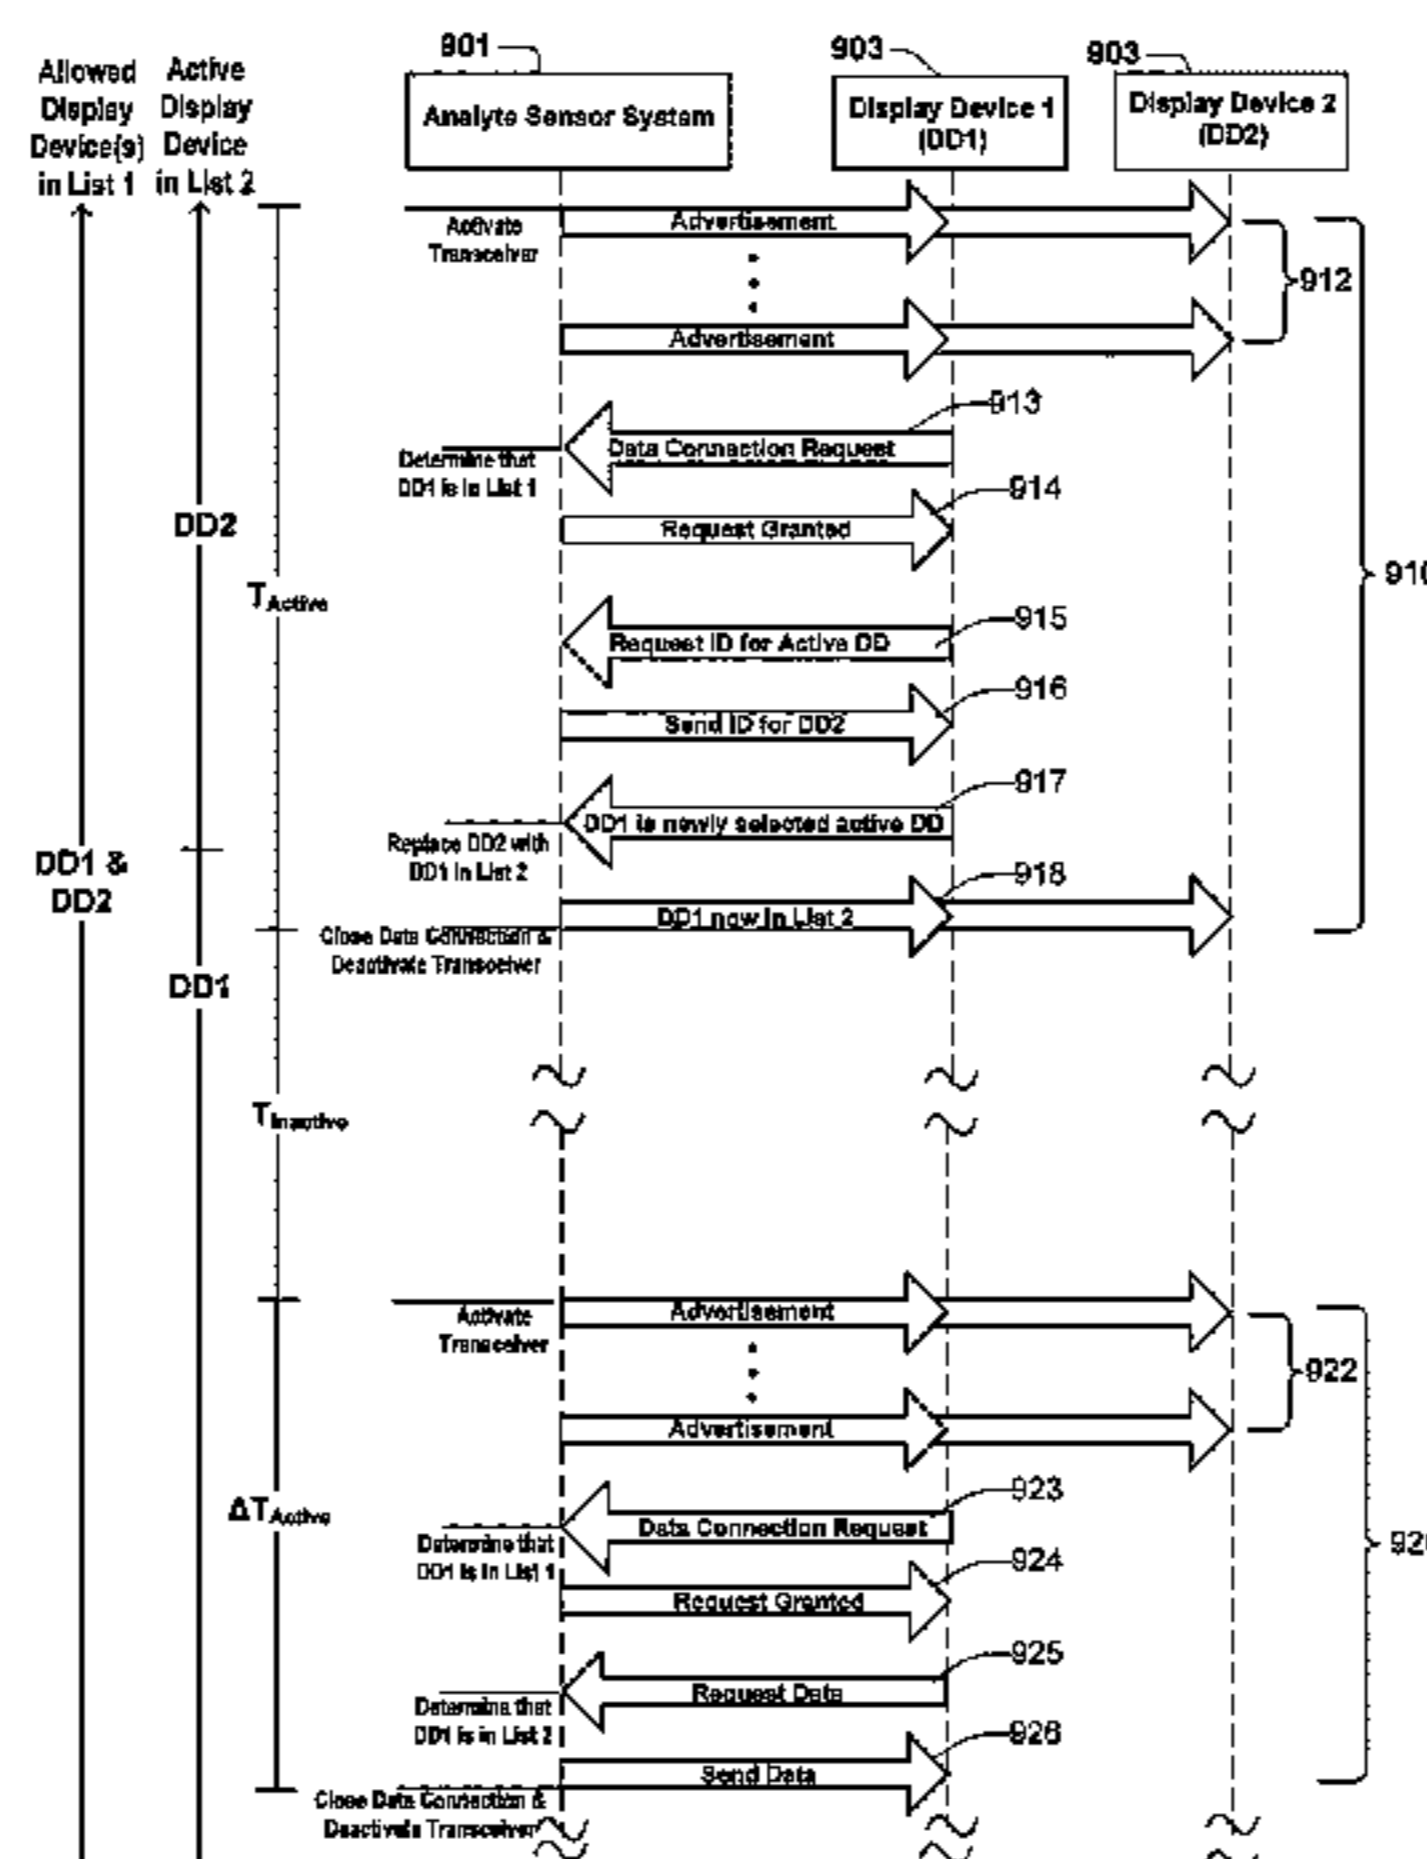 901
903
903
Allowed
Display
Device(s)
in List 1
Active
Display
Device
in List 2
Analyte Sensor System
Display Device 1
(DD1)
Display Device 2
(DD2)
Activate
Transceiver
Advertisement
912
Advertisement
913
Data Connection Request
Determine that
DD1 is in List 1
914
Request Granted
DD2
TActive
910
915
Request ID for Active DD
916
Send ID for DD2
917
DD1 is newly selected active DD
Replace DD2 with
DD1 in List 2
DD1 &
DD2
918
DD1 now in List 2
Close Data Connection &
Deactivate Transceiver
DD1
TInactive
Activate
Transceiver
Advertisement
922
Advertisement
923
Data Connection Request
ΔTActive
Determine that
DD1 is in List 1
924
Request Granted
925
Request Data
Determine that
DD1 is in List 2
926
Send Data
Close Data Connection &
Deactivate Transceiver